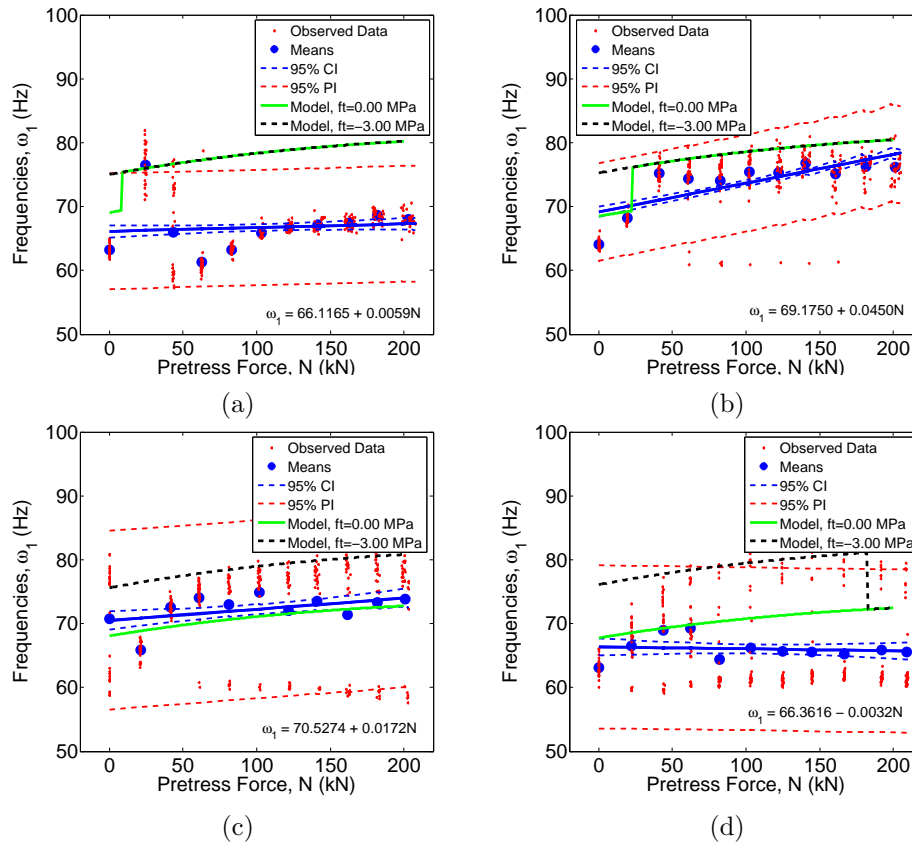 100
90
80
70
60
50
Frequencies, ω1 (Hz)
Observed Data
Means
95% CI
95% PI
Model, ft=0.00 MPa
Model, ft=−3.00 MPa
ω1 = 66.1165 + 0.0059N
0 50 100 150 200
Pretress Force, N (kN)
(a)
100
90
80
70
60
50
Frequencies, ω1 (Hz)
Observed Data
Means
95% CI
95% PI
Model, ft=0.00 MPa
Model, ft=−3.00 MPa
ω1 = 69.1750 + 0.0450N
0 50 100 150 200
Pretress Force, N (kN)
(b)
100
90
80
70
60
50
Frequencies, ω1 (Hz)
Observed Data
Means
95% CI
95% PI
Model, ft=0.00 MPa
Model, ft=−3.00 MPa
ω1 = 70.5274 + 0.0172N
0 50 100 150 200
Pretress Force, N (kN)
(c)
100
90
80
70
60
50
Frequencies, ω1 (Hz)
Observed Data
Means
95% CI
95% PI
Model, ft=0.00 MPa
Model, ft=−3.00 MPa
ω1 = 66.3616 − 0.0032N
0 50 100 150 200
Pretress Force, N (kN)
(d)